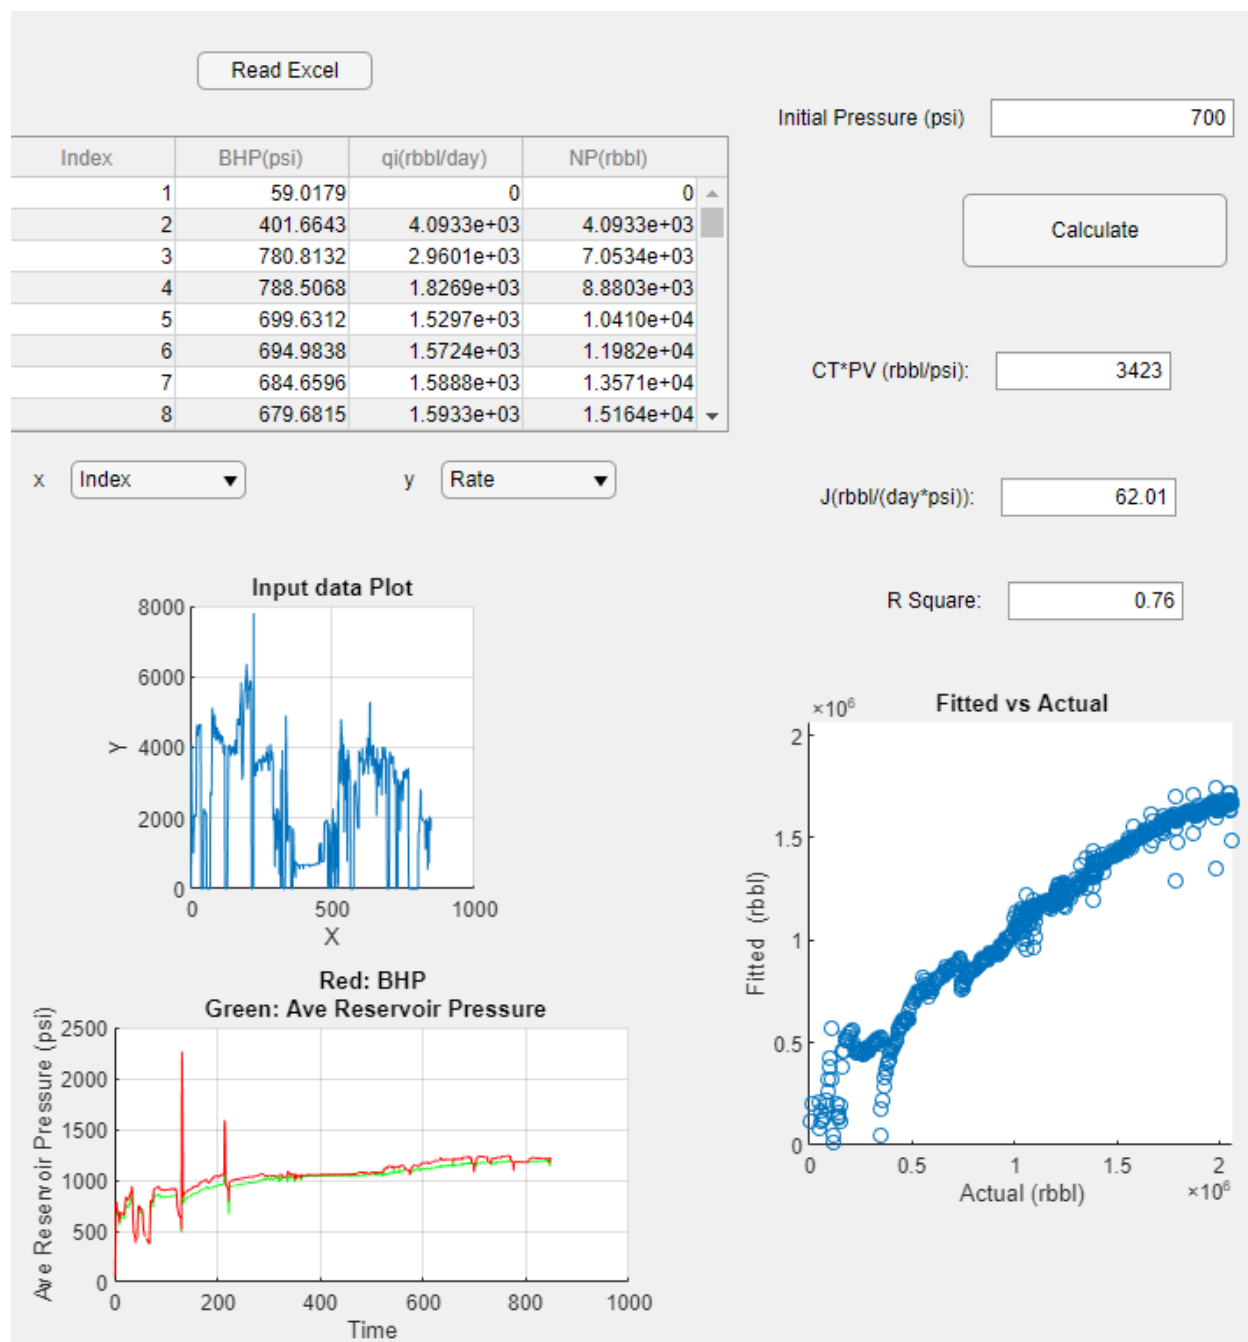 Read Excel
Initial Pressure (psi) 700
Index BHP(psi) qi(rbbl/day) NP(rbbl)
1 59.0179 0 0
2 401.6643 4.0933e+03 4.0933e+03
3 780.8132 2.9601e+03 7.0534e+03
4 788.5068 1.8269e+03 8.8803e+03
5 699.6312 1.5297e+03 1.0410e+04
6 694.9838 1.5724e+03 1.1982e+04
7 684.6596 1.5888e+03 1.3571e+04
8 679.6815 1.5933e+03 1.5164e+04
Calculate
CT*PV (rbbl/psi): 3423
x Index y Rate
J(rbbl/(day*psi)): 62.01
R Square: 0.76
Input data Plot
8000
6000
4000
2000
0
Y
0 500 1000
X
Red: BHP
Green: Ave Reservoir Pressure
2500
2000
1500
1000
500
0
Ave Reservoir Pressure (psi)
0 200 400 600 800 1000
Time
Fitted vs Actual
×10⁶
2
1.5
1
0.5
0
Fitted (rbbl)
0 0.5 1 1.5 2
Actual (rbbl) ×10⁶